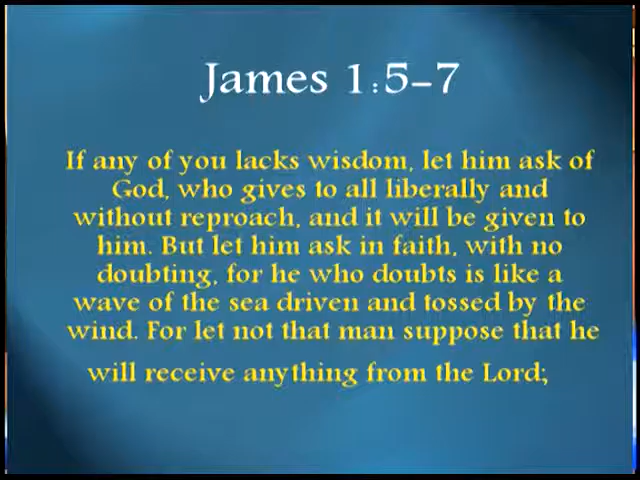 James 1:5-7
If any of you lacks wisdom, let him ask of
God, who gives to all liberally and
without reproach, and it will be given to
him. But let him ask in faith, with no
doubting, for he who doubts is like a
wave of the sea driven and tossed by the
wind. For let not that man suppose that he
will receive anything from the Lord;